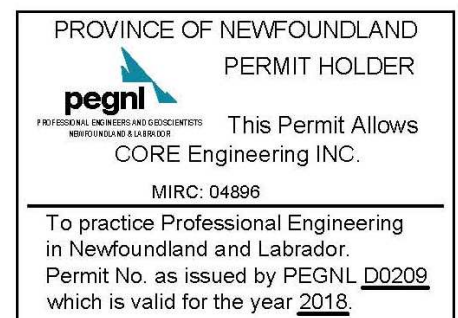 PROVINCE OF NEWFOUNDLAND
PERMIT HOLDER
pegnl
PROFESSIONAL ENGINEERS AND GEOSCIENTISTS
NEWFOUNDLAND & LABRADOR
This Permit Allows
CORE Engineering INC.
MIRC: 04896
To practice Professional Engineering
in Newfoundland and Labrador.
Permit No. as issued by PEGNL D0209
which is valid for the year 2018.